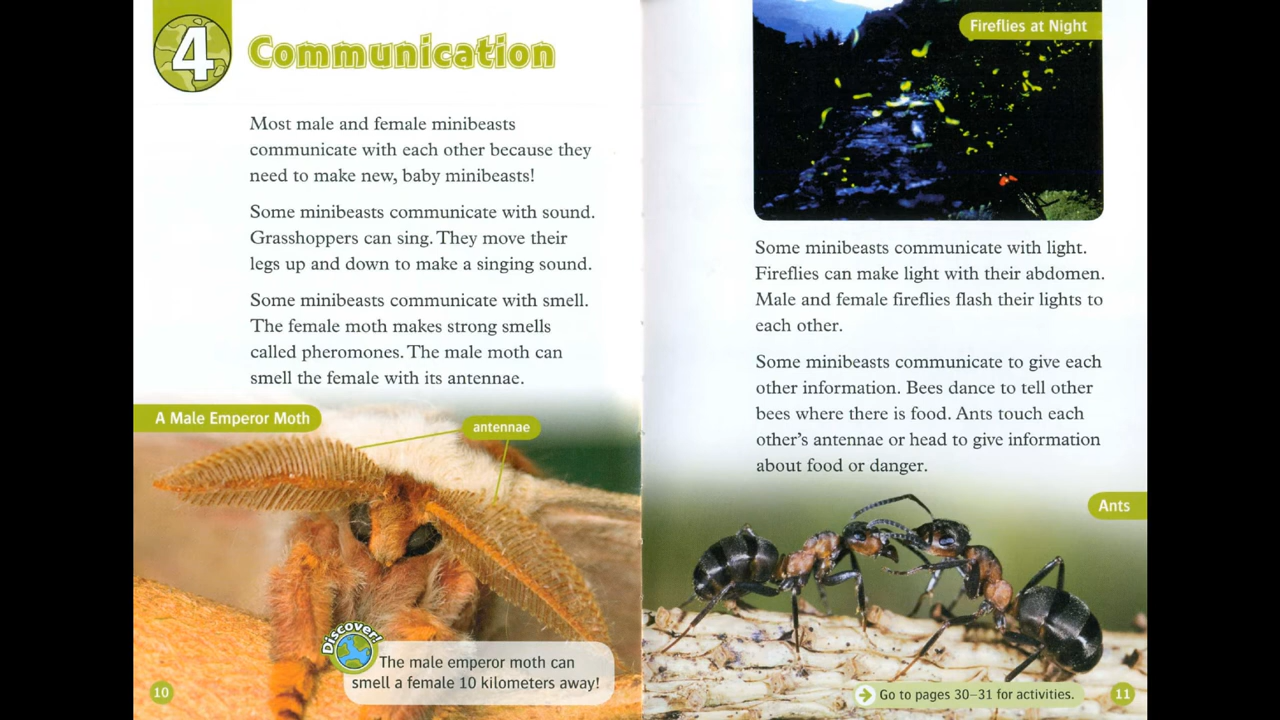 4 Communication
Most male and female minibeasts
communicate with each other because they
need to make new, baby minibeasts!
Some minibeasts communicate with sound.
Grasshoppers can sing. They move their
legs up and down to make a singing sound.
Some minibeasts communicate with smell.
The female moth makes strong smells
called pheromones. The male moth can
smell the female with its antennae.
A Male Emperor Moth
antennae
Discover!
The male emperor moth can
smell a female 10 kilometers away!
10
Fireflies at Night
Some minibeasts communicate with light.
Fireflies can make light with their abdomen.
Male and female fireflies flash their lights to
each other.
Some minibeasts communicate to give each
other information. Bees dance to tell other
bees where there is food. Ants touch each
other's antennae or head to give information
about food or danger.
Ants
Go to pages 30–31 for activities.
11